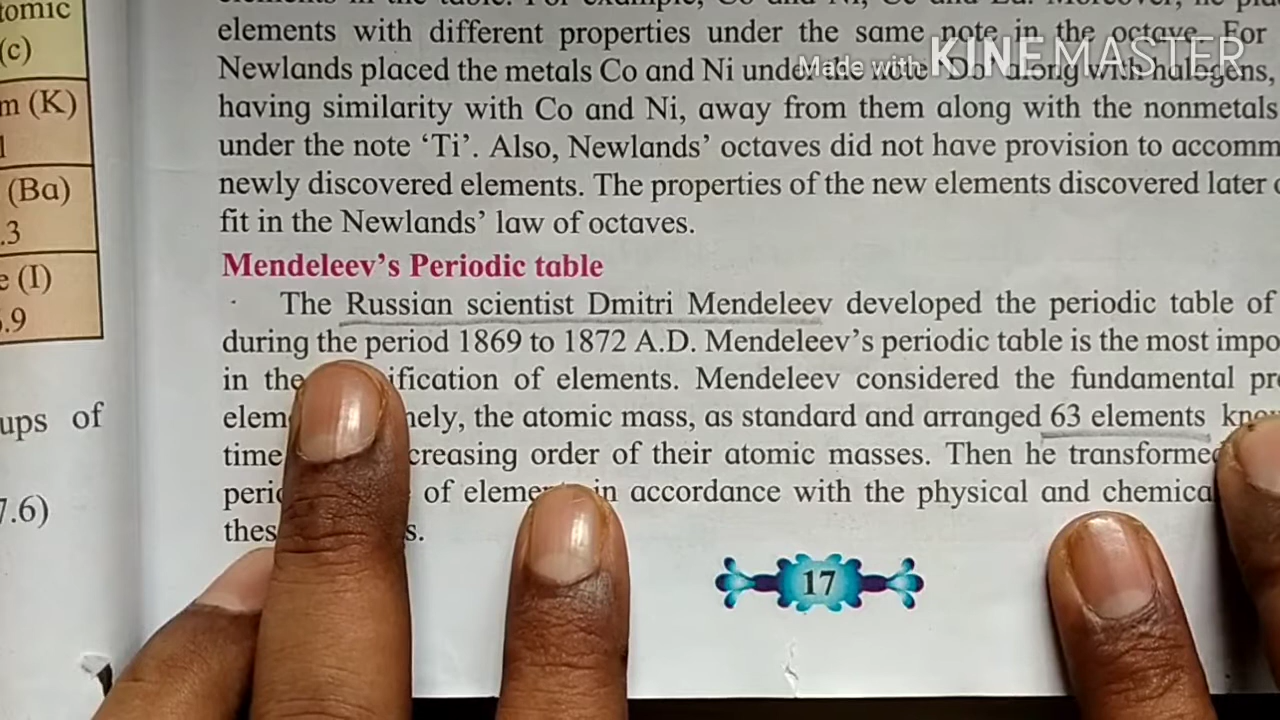 tomic
(c)
m (K)
1
(Ba)
.3
e (I)
.9
ups of
7.6)
elements with different properties under the same note in the octave. For
Newlands placed the metals Co and Ni under the note 'Do' along with halogens,
having similarity with Co and Ni, away from them along with the nonmetals
under the note 'Ti'. Also, Newlands' octaves did not have provision to accomm
newly discovered elements. The properties of the new elements discovered later
fit in the Newlands' law of octaves.
Mendeleev's Periodic table
The Russian scientist Dmitri Mendeleev developed the periodic table of
during the period 1869 to 1872 A.D. Mendeleev's periodic table is the most impo
in the ification of elements. Mendeleev considered the fundamental pr
elem ely, the atomic mass, as standard and arranged 63 elements kno
time creasing order of their atomic masses. Then he transformed
peri of elements in accordance with the physical and chemica
thes s.
17
Made with KINEMASTER